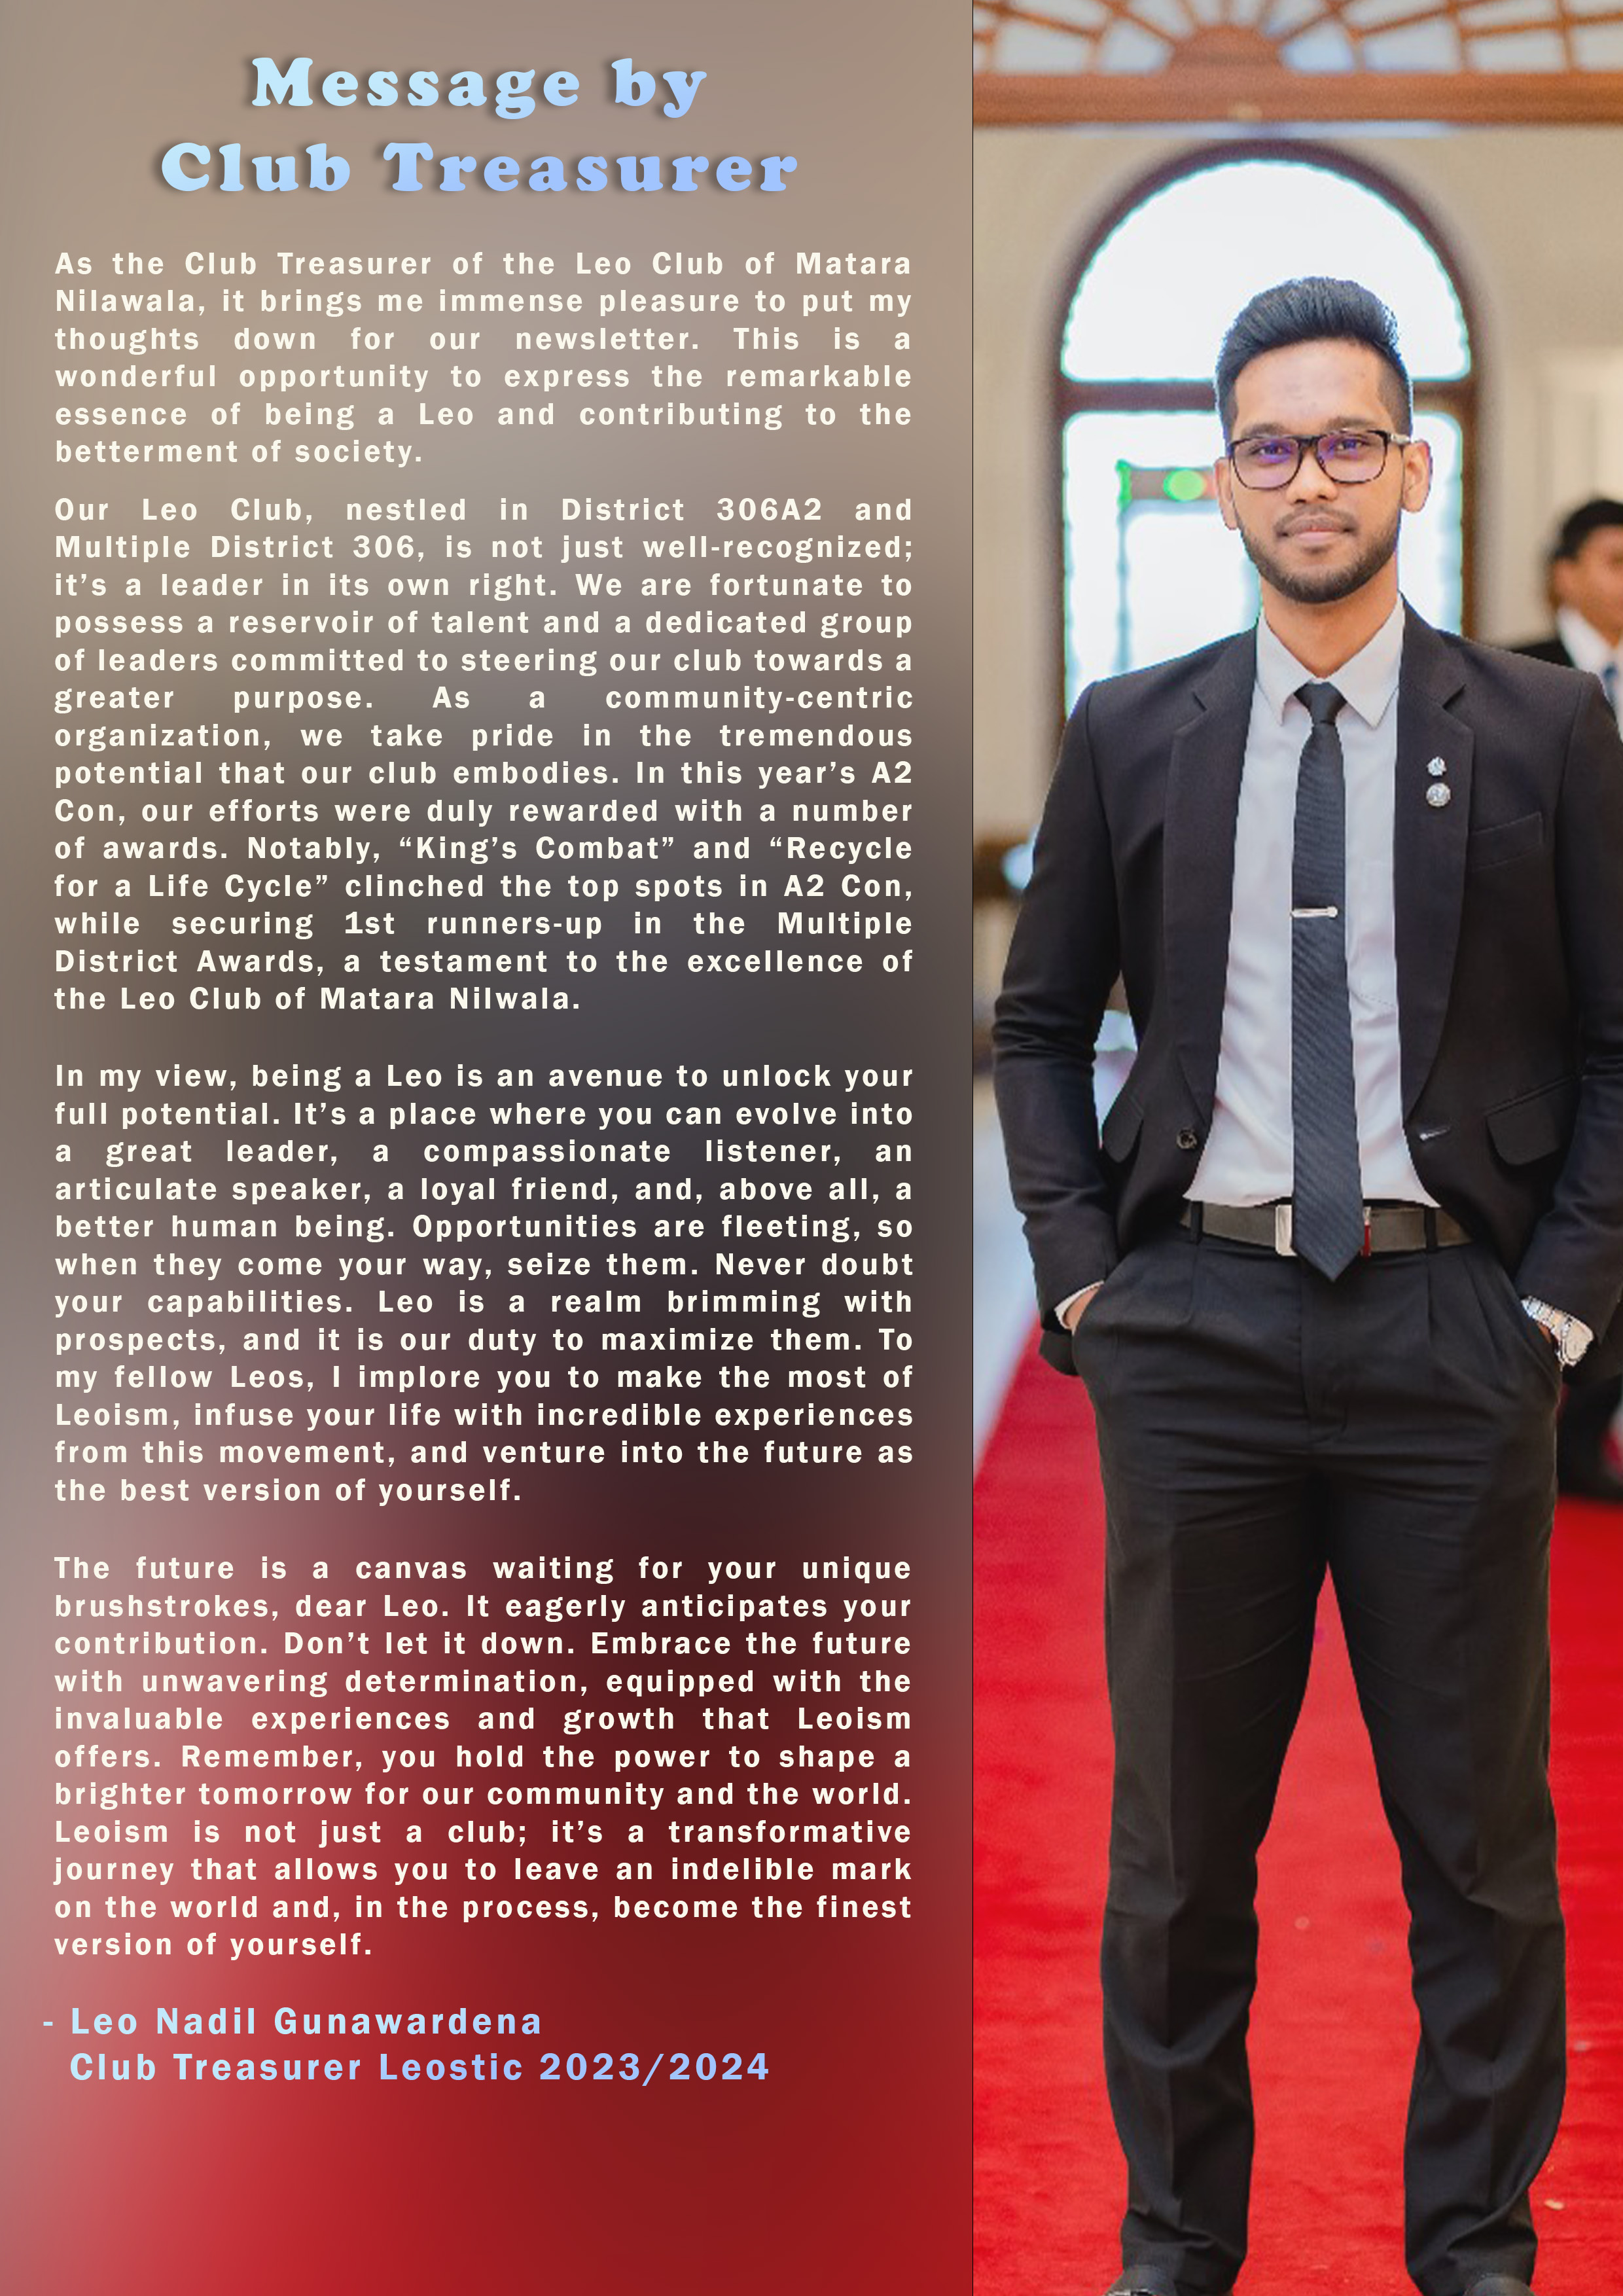 Message by
Club Treasurer
As the Club Treasurer of the Leo Club of Matara
Nilawala, it brings me immense pleasure to put my
thoughts down for our newsletter. This is a
wonderful opportunity to express the remarkable
essence of being a Leo and contributing to the
betterment of society.
Our Leo Club, nestled in District 306A2 and
Multiple District 306, is not just well-recognized;
it’s a leader in its own right. We are fortunate to
possess a reservoir of talent and a dedicated group
of leaders committed to steering our club towards a
greater purpose. As a community-centric
organization, we take pride in the tremendous
potential that our club embodies. In this year’s A2
Con, our efforts were duly rewarded with a number
of awards. Notably, “King’s Combat” and “Recycle
for a Life Cycle” clinched the top spots in A2 Con,
while securing 1st runners-up in the Multiple
District Awards, a testament to the excellence of
the Leo Club of Matara Nilwala.
In my view, being a Leo is an avenue to unlock your
full potential. It’s a place where you can evolve into
a great leader, a compassionate listener, an
articulate speaker, a loyal friend, and, above all, a
better human being. Opportunities are fleeting, so
when they come your way, seize them. Never doubt
your capabilities. Leo is a realm brimming with
prospects, and it is our duty to maximize them. To
my fellow Leos, I implore you to make the most of
Leoism, infuse your life with incredible experiences
from this movement, and venture into the future as
the best version of yourself.
The future is a canvas waiting for your unique
brushstrokes, dear Leo. It eagerly anticipates your
contribution. Don’t let it down. Embrace the future
with unwavering determination, equipped with the
invaluable experiences and growth that Leoism
offers. Remember, you hold the power to shape a
brighter tomorrow for our community and the world.
Leoism is not just a club; it’s a transformative
journey that allows you to leave an indelible mark
on the world and, in the process, become the finest
version of yourself.
- Leo Nadil Gunawardena
Club Treasurer Leostic 2023/2024